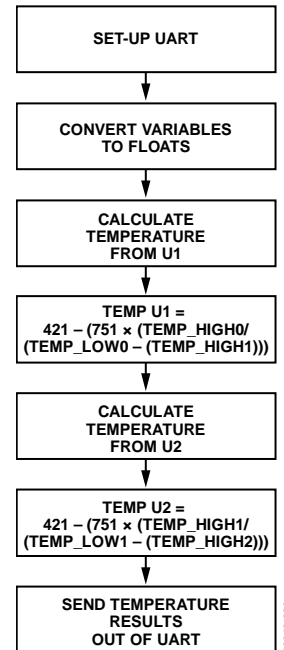 SET-UP UART
CONVERT VARIABLES
TO FLOATS
CALCULATE
TEMPERATURE
FROM U1
TEMP U1 =
421 – (751 × (TEMP_HIGH0/
(TEMP_LOW0 – (TEMP_HIGH1)))
CALCULATE
TEMPERATURE
FROM U2
TEMP U2 =
421 – (751 × (TEMP_HIGH1/
(TEMP_LOW1 – (TEMP_HIGH2)))
SEND TEMPERATURE
RESULTS
OUT OF UART